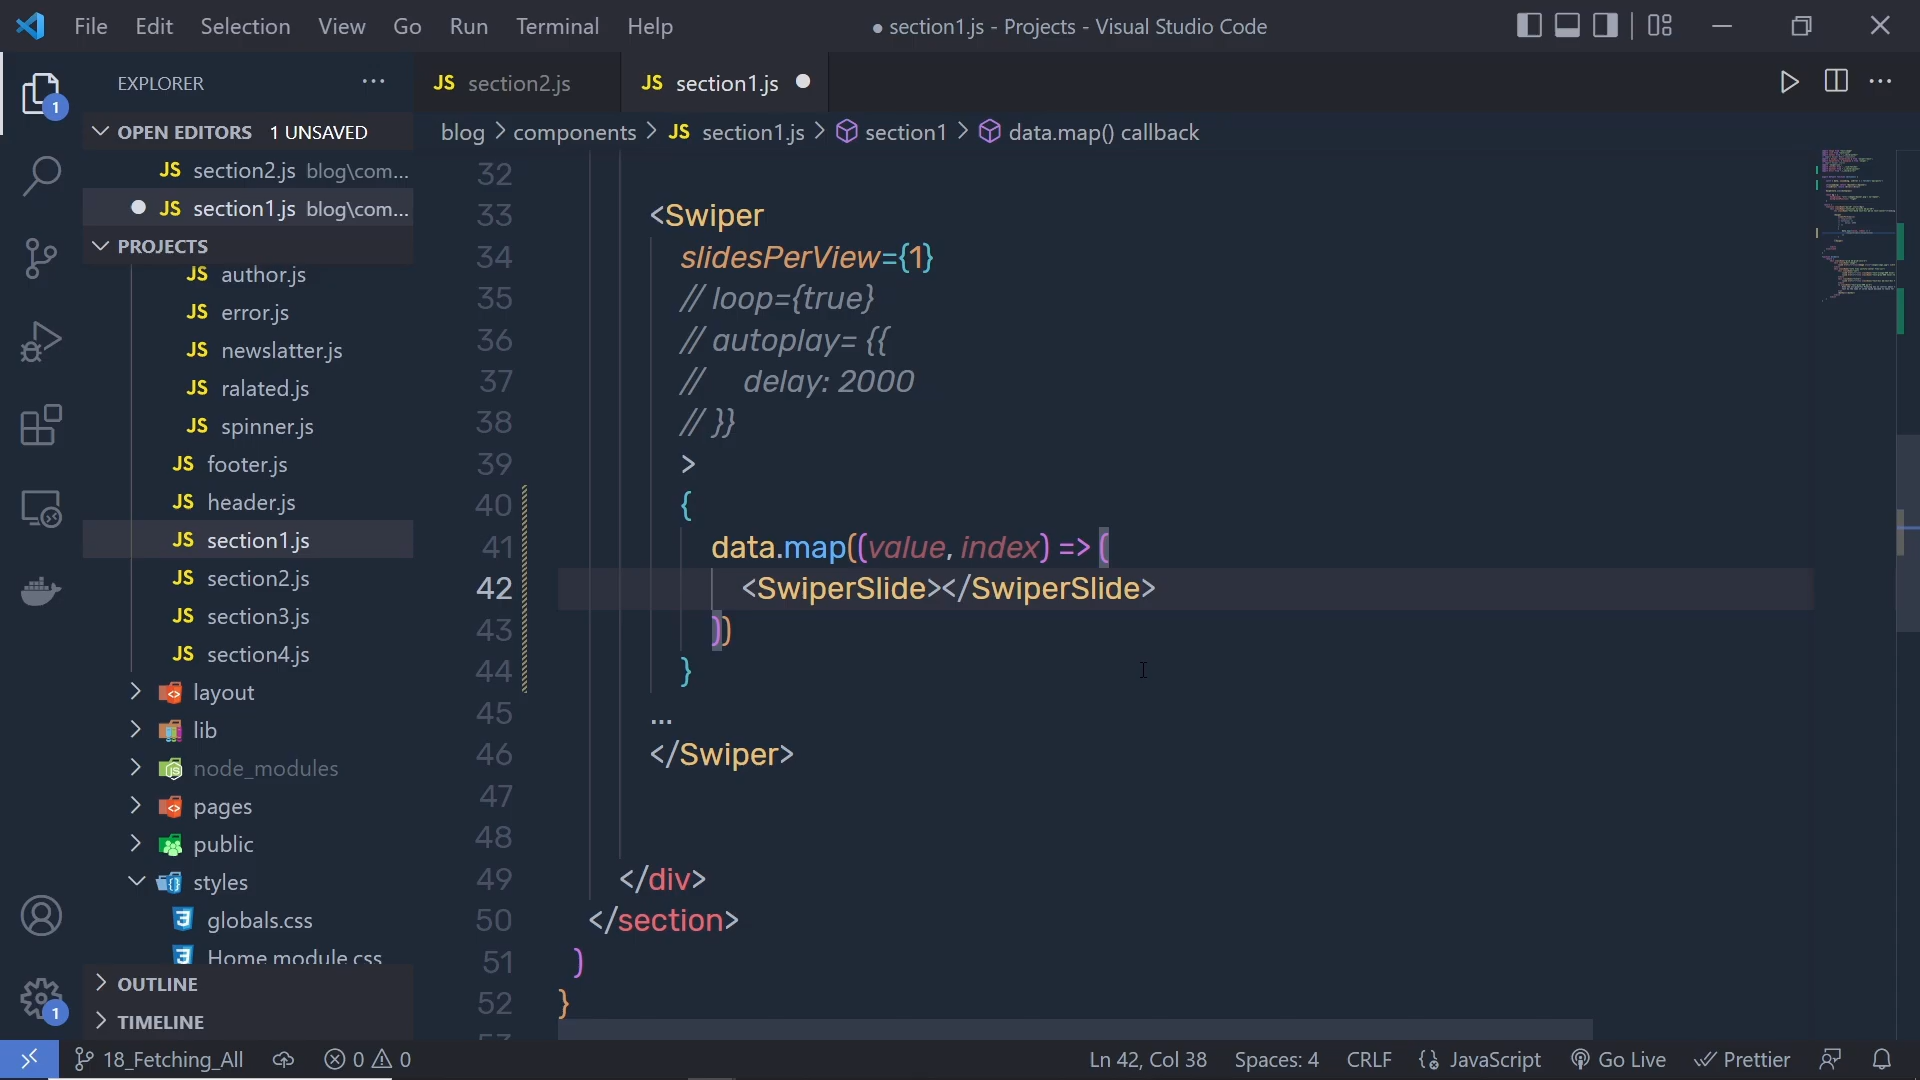 File Edit Selection View Go Run Terminal Help
● section1.js - Projects - Visual Studio Code
EXPLORER ...
1
OPEN EDITORS 1 UNSAVED
JS section2.js blog\com...
● JS section1.js blog\com...
PROJECTS
JS author.js
JS error.js
JS newslatter.js
JS ralated.js
JS spinner.js
JS footer.js
JS header.js
JS section1.js
JS section2.js
JS section3.js
JS section4.js
layout
lib
node_modules
pages
public
styles
globals.css
Home module css
OUTLINE
1
TIMELINE
JS section2.js
JS section1.js ●
blog > components > JS section1.js > section1 > data.map() callback
32
33 <Swiper
34 slidesPerView={1}
35 // loop={true}
36 // autoplay= {{
37 //     delay: 2000
38 // }}
39 >
40 {
41 data.map((value, index) => (
42 <SwiperSlide></SwiperSlide>
43 ))
44 }
45 ...
46 </Swiper>
47
48
49 </div>
50 </section>
51 )
52 }
18_Fetching_All 0 0
Ln 42, Col 38 Spaces: 4 CRLF JavaScript Go Live Prettier